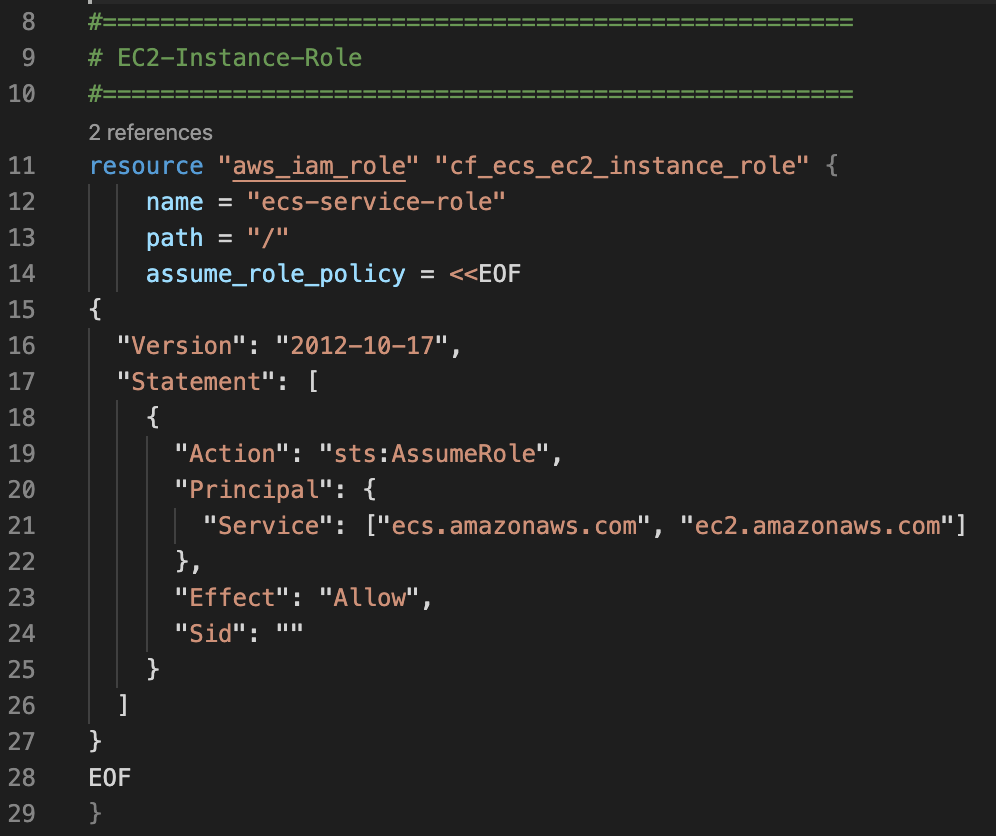 8 #====================================================
9 # EC2-Instance-Role
10 #====================================================
2 references
11 resource "aws_iam_role" "cf_ecs_ec2_instance_role" {
12     name = "ecs-service-role"
13     path = "/"
14     assume_role_policy = <<EOF
15 {
16   "Version": "2012-10-17",
17   "Statement": [
18     {
19       "Action": "sts:AssumeRole",
20       "Principal": {
21         "Service": ["ecs.amazonaws.com", "ec2.amazonaws.com"]
22       },
23       "Effect": "Allow",
24       "Sid": ""
25     }
26   ]
27 }
28 EOF
29 }